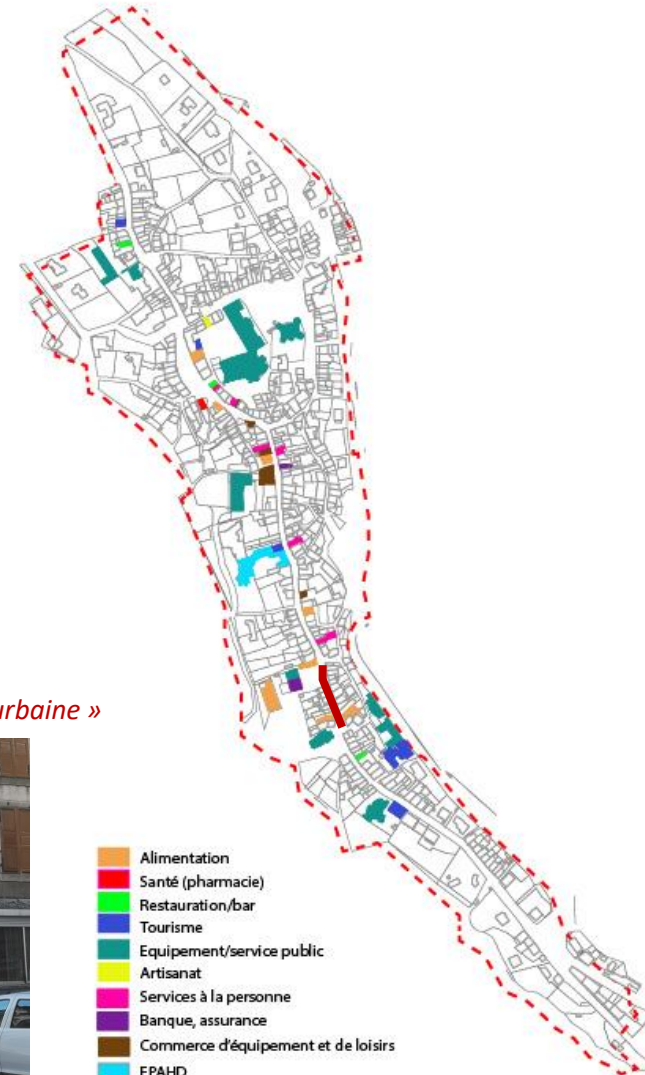 urbaine »
Alimentation
Santé (pharmacie)
Restauration/bar
Tourisme
Equipement/service public
Artisanat
Services à la personne
Banque, assurance
Commerce d'équipement et de loisirs
EPAHD